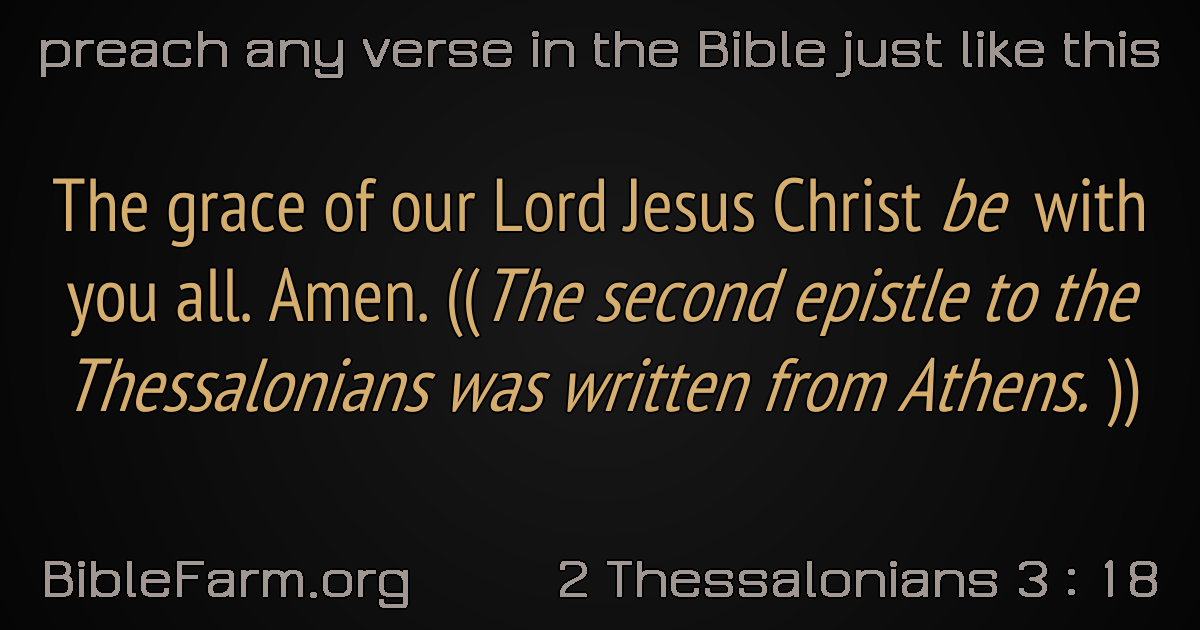 preach any verse in the Bible just like this
The grace of our Lord Jesus Christ be with
you all. Amen. ((The second epistle to the
Thessalonians was written from Athens. ))
BibleFarm.org
2 Thessalonians 3 : 18